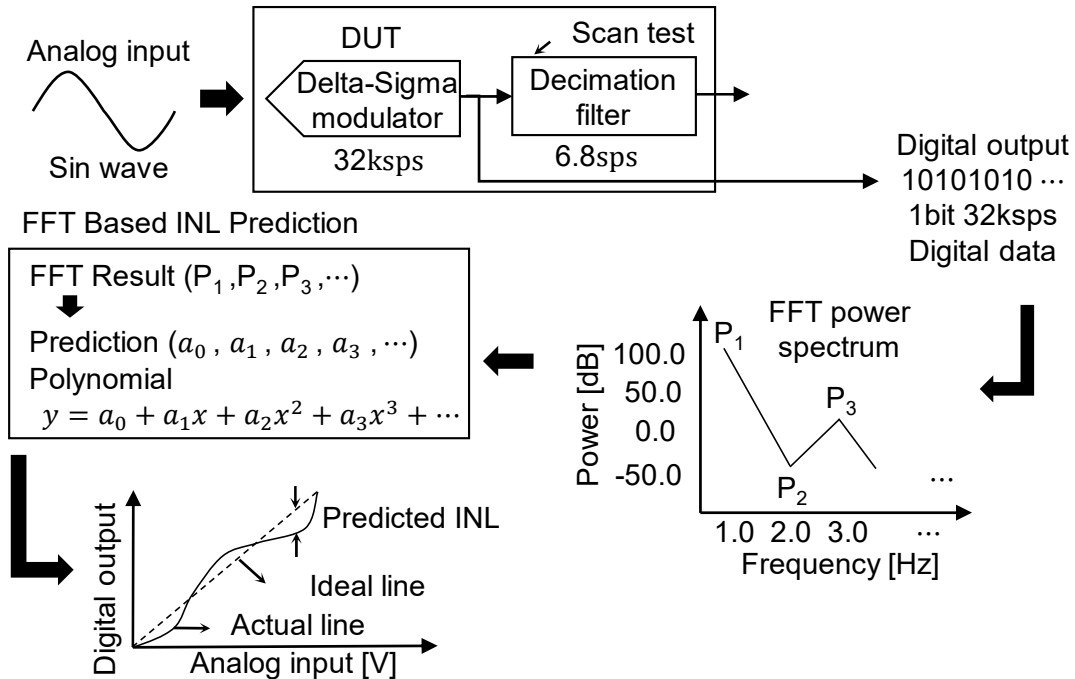 Analog input
Sin wave
DUT
Delta-Sigma
modulator
32ksps
Scan test
Decimation
filter
6.8sps
Digital output
10101010 ⋯
1bit 32ksps
Digital data
FFT Based INL Prediction
FFT Result (P₁ ,P₂ ,P₃ ,⋯)
Prediction (𝑎₀ , 𝑎₁ , 𝑎₂ , 𝑎₃ , ⋯)
Polynomial
𝑦 = 𝑎₀ + 𝑎₁𝑥 + 𝑎₂𝑥² + 𝑎₃𝑥³ + ⋯
FFT power
spectrum
Power [dB]
100.0
50.0
0.0
-50.0
P₁
P₂
P₃
⋯
1.0 2.0 3.0 ⋯
Frequency [Hz]
Digital output
Predicted INL
Ideal line
Actual line
Analog input [V]